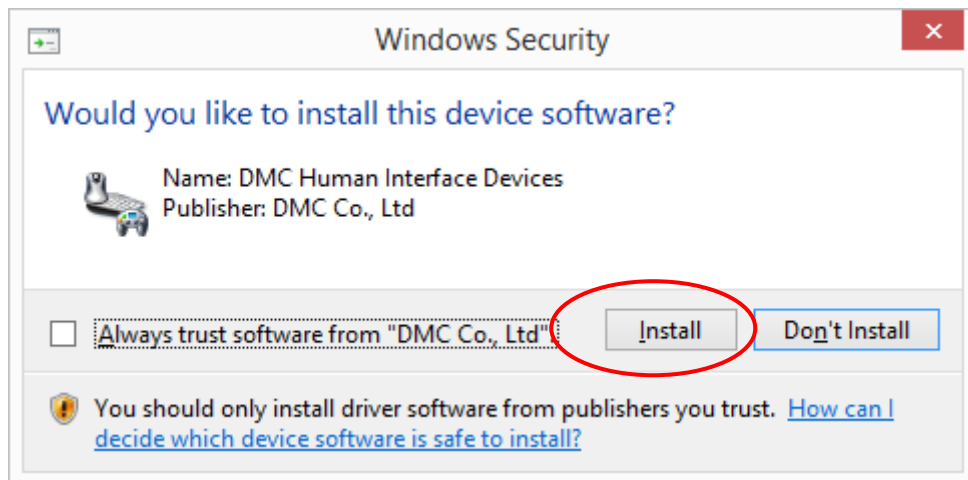 Windows Security
Would you like to install this device software?
Name: DMC Human Interface Devices
Publisher: DMC Co., Ltd
Always trust software from "DMC Co., Ltd".
Install
Don't Install
You should only install driver software from publishers you trust. How can I
decide which device software is safe to install?